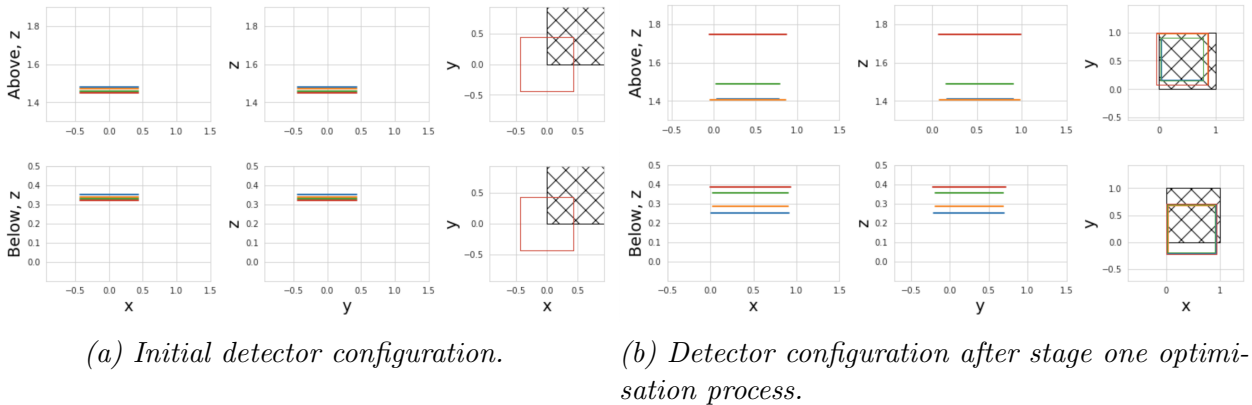 Above, z
1.8
1.6
1.4
−0.5 0.0 0.5 1.0 1.5
z
1.8
1.6
1.4
−0.5 0.0 0.5 1.0 1.5
y
0.5
0.0
−0.5
−0.5 0.0 0.5
Below, z
0.5
0.4
0.3
0.2
0.1
0.0
−0.5 0.0 0.5 1.0 1.5
x
z
0.5
0.4
0.3
0.2
0.1
0.0
−0.5 0.0 0.5 1.0 1.5
y
y
0.5
0.0
−0.5
−0.5 0.0 0.5
x
(a) Initial detector configuration.
Above, z
1.8
1.6
1.4
−0.5 0.0 0.5 1.0 1.5
z
1.8
1.6
1.4
−0.5 0.0 0.5 1.0 1.5
y
1.0
0.5
0.0
−0.5
0 1
Below, z
0.5
0.4
0.3
0.2
0.1
0.0
−0.5 0.0 0.5 1.0 1.5
x
z
0.5
0.4
0.3
0.2
0.1
0.0
−0.5 0.0 0.5 1.0 1.5
y
y
1.0
0.5
0.0
−0.5
0 1
x
(b) Detector configuration after stage one optimi-
sation process.